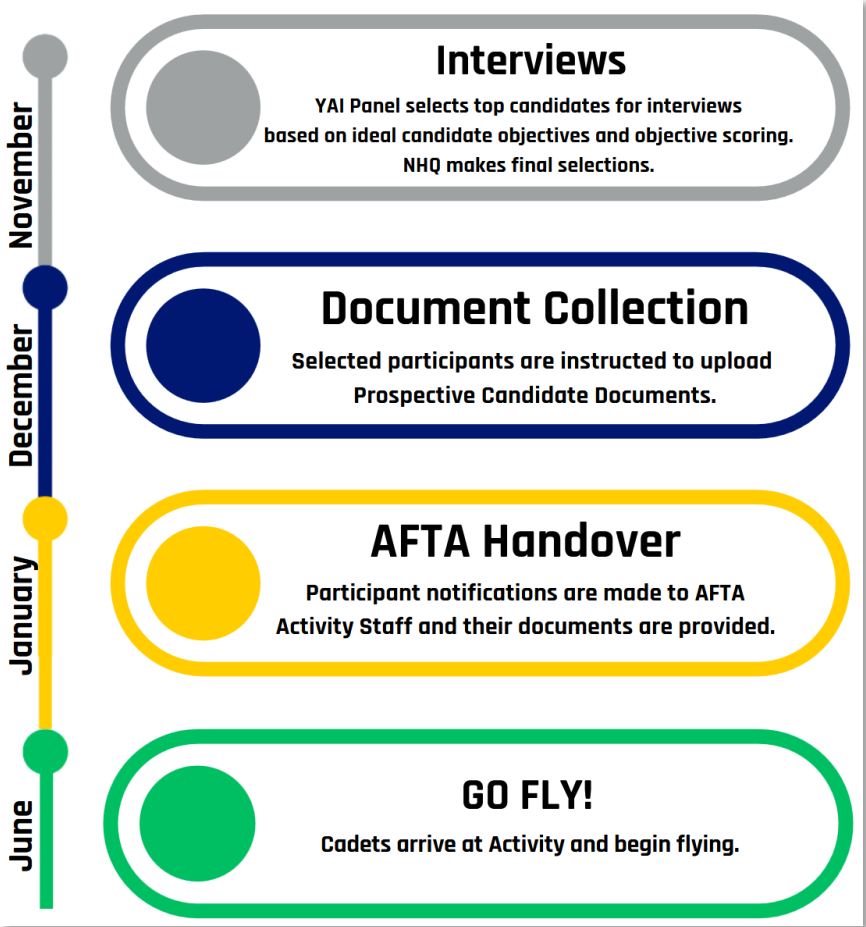 November
Interviews
YAI Panel selects top candidates for interviews
based on ideal candidate objectives and objective scoring.
NHQ makes final selections.
December
Document Collection
Selected participants are instructed to upload
Prospective Candidate Documents.
January
AFTA Handover
Participant notifications are made to AFTA
Activity Staff and their documents are provided.
June
GO FLY!
Cadets arrive at Activity and begin flying.